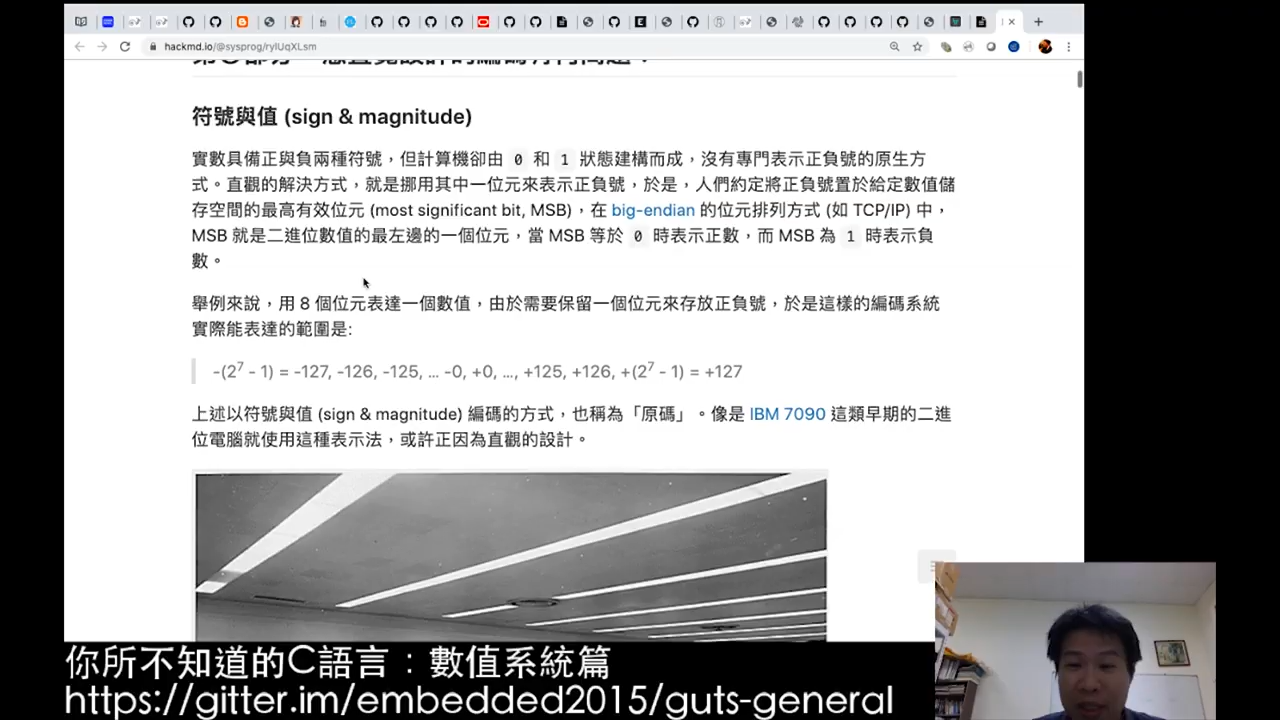 hackmd.io/@sysprog/rylUqXLsm
符號與值 (sign & magnitude)
實數具備正與負兩種符號，但計算機卻由 0 和 1 狀態建構而成，沒有專門表示正負號的原生方
式。直觀的解決方式，就是挪用其中一位元來表示正負號，於是，人們約定將正負號置於給定數值儲
存空間的最高有效位元 (most significant bit, MSB)，在 big-endian 的位元排列方式 (如 TCP/IP) 中，
MSB 就是二進位數值的最左邊的一個位元，當 MSB 等於 0 時表示正數，而 MSB 為 1 時表示負
數。
舉例來說，用 8 個位元表達一個數值，由於需要保留一個位元來存放正負號，於是這樣的編碼系統
實際能表達的範圍是:
-(2⁷ - 1) = -127, -126, -125, ... -0, +0, ..., +125, +126, +(2⁷ - 1) = +127
上述以符號與值 (sign & magnitude) 編碼的方式，也稱為「原碼」。像是 IBM 7090 這類早期的二進
位電腦就使用這種表示法，或許正因為直觀的設計。
你所不知道的C語言：數值系統篇
https://gitter.im/embedded2015/guts-general